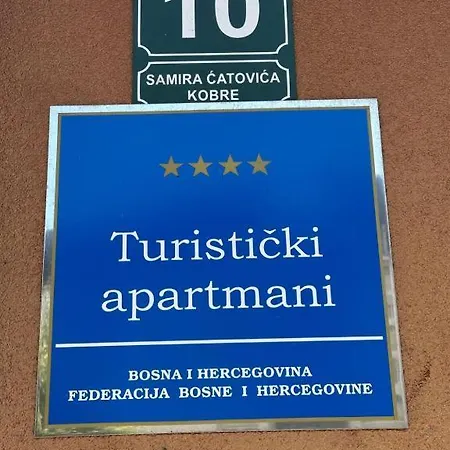 10
SAMIRA ĆATOVIĆA
KOBRE
Turistički
apartmani
BOSNA I HERCEGOVINA
FEDERACIJA BOSNE I HERCEGOVINE